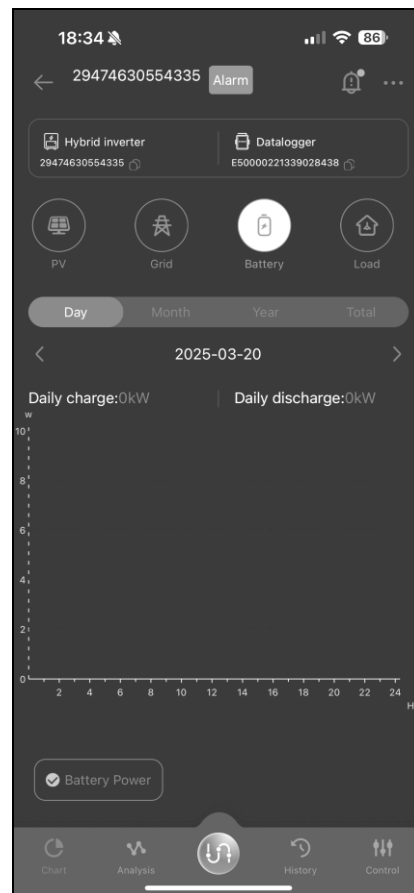 18:34 86
29474630554335 Alarm
Hybrid inverter Datalogger
29474630554335 E50000221339028438
PV Grid Battery Load
Day Month Year Total
2025-03-20
Daily charge:0kW Daily discharge:0kW
w
10
8
6
4
2
0
2 4 6 8 10 12 14 16 18 20 22 24
H
Battery Power
Chart Analysis History Control